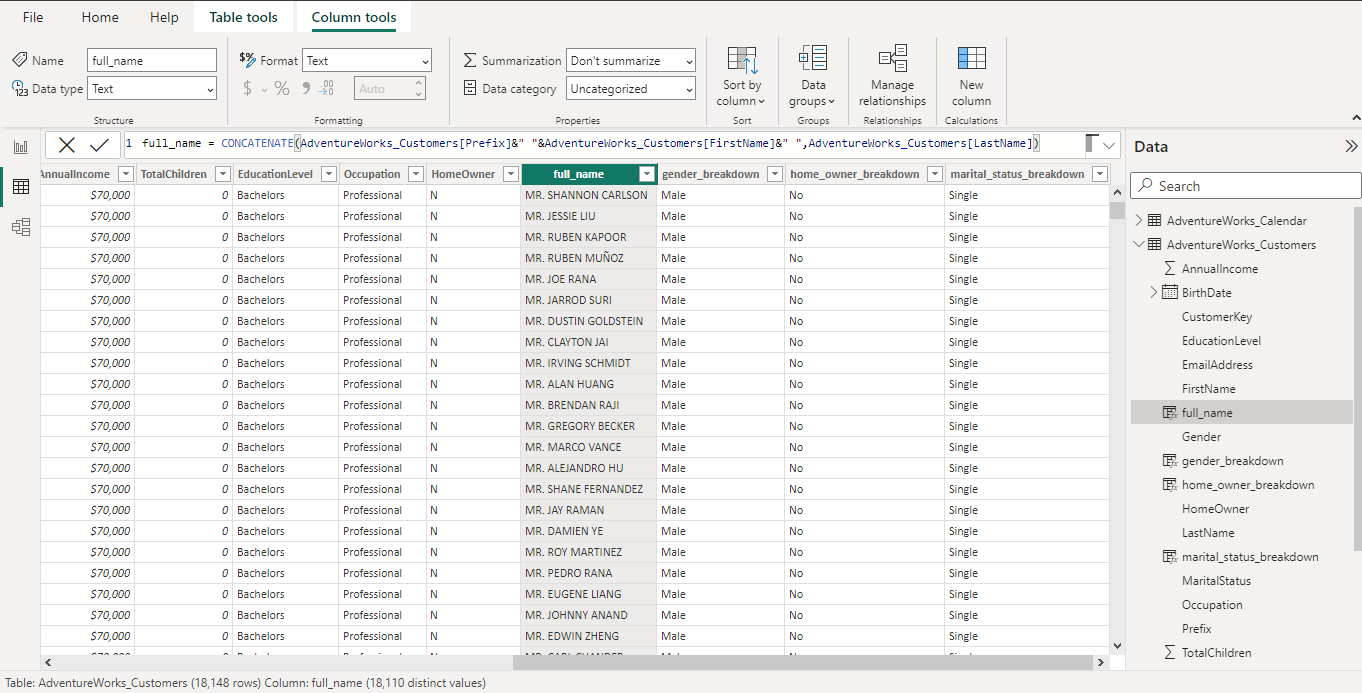 File Home Help Table tools Column tools
Name full_name
Data type Text
Structure
$% Format Text
$ % 9 .00 Auto
Formatting
Summarization Don't summarize
Data category Uncategorized
Properties
Sort by
column
Sort
Data
groups
Groups
Manage
relationships
Relationships
New
column
Calculations
1 full_name = CONCATENATE(AdventureWorks_Customers[Prefix]&" "&AdventureWorks_Customers[FirstName]&" ",AdventureWorks_Customers[LastName])
AnnualIncome TotalChildren EducationLevel Occupation HomeOwner full_name gender_breakdown home_owner_breakdown marital_status_breakdown
$70,000 0 Bachelors Professional N MR. SHANNON CARLSON Male No Single
$70,000 0 Bachelors Professional N MR. JESSIE LIU Male No Single
$70,000 0 Bachelors Professional N MR. RUBEN KAPOOR Male No Single
$70,000 0 Bachelors Professional N MR. RUBEN MUÑOZ Male No Single
$70,000 0 Bachelors Professional N MR. JOE RANA Male No Single
$70,000 0 Bachelors Professional N MR. JARROD SURI Male No Single
$70,000 0 Bachelors Professional N MR. DUSTIN GOLDSTEIN Male No Single
$70,000 0 Bachelors Professional N MR. CLAYTON JAI Male No Single
$70,000 0 Bachelors Professional N MR. IRVING SCHMIDT Male No Single
$70,000 0 Bachelors Professional N MR. ALAN HUANG Male No Single
$70,000 0 Bachelors Professional N MR. BRENDAN RAJI Male No Single
$70,000 0 Bachelors Professional N MR. GREGORY BECKER Male No Single
$70,000 0 Bachelors Professional N MR. MARCO VANCE Male No Single
$70,000 0 Bachelors Professional N MR. ALEJANDRO HU Male No Single
$70,000 0 Bachelors Professional N MR. SHANE FERNANDEZ Male No Single
$70,000 0 Bachelors Professional N MR. JAY RAMAN Male No Single
$70,000 0 Bachelors Professional N MR. DAMIEN YE Male No Single
$70,000 0 Bachelors Professional N MR. ROY MARTINEZ Male No Single
$70,000 0 Bachelors Professional N MR. PEDRO RANA Male No Single
$70,000 0 Bachelors Professional N MR. EUGENE LIANG Male No Single
$70,000 0 Bachelors Professional N MR. JOHNNY ANAND Male No Single
$70,000 0 Bachelors Professional N MR. EDWIN ZHENG Male No Single
Data
Search
AdventureWorks_Calendar
AdventureWorks_Customers
AnnualIncome
BirthDate
CustomerKey
EducationLevel
EmailAddress
FirstName
full_name
Gender
gender_breakdown
home_owner_breakdown
HomeOwner
LastName
marital_status_breakdown
MaritalStatus
Occupation
Prefix
TotalChildren
Table: AdventureWorks_Customers (18,148 rows) Column: full_name (18,110 distinct values)